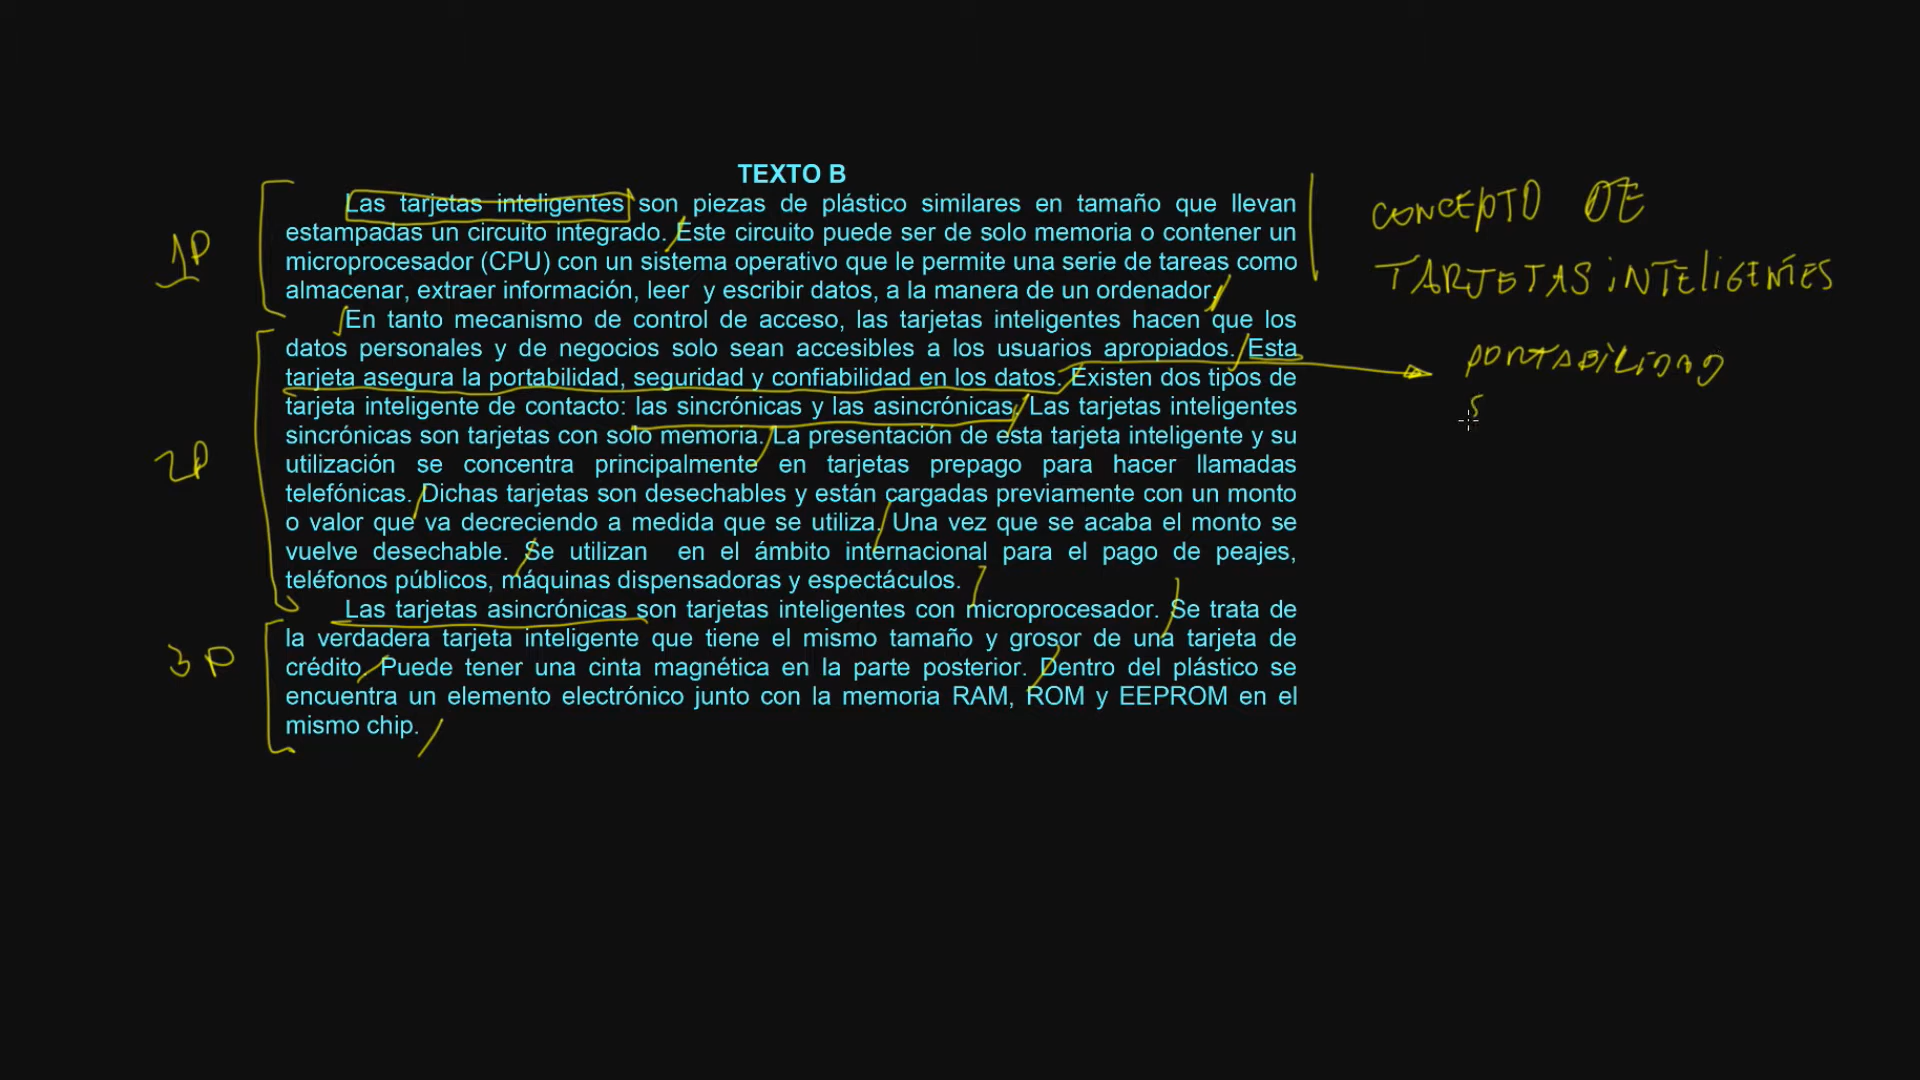 TEXTO B
Las tarjetas inteligentes son piezas de plástico similares en tamaño que llevan
estampadas un circuito integrado. Este circuito puede ser de solo memoria o contener un
microprocesador (CPU) con un sistema operativo que le permite una serie de tareas como
almacenar, extraer información, leer y escribir datos, a la manera de un ordenador.
En tanto mecanismo de control de acceso, las tarjetas inteligentes hacen que los
datos personales y de negocios solo sean accesibles a los usuarios apropiados. Esta
tarjeta asegura la portabilidad, seguridad y confiabilidad en los datos. Existen dos tipos de
tarjeta inteligente de contacto: las sincrónicas y las asincrónicas. Las tarjetas inteligentes
sincrónicas son tarjetas con solo memoria. La presentación de esta tarjeta inteligente y su
utilización se concentra principalmente en tarjetas prepago para hacer llamadas
telefónicas. Dichas tarjetas son desechables y están cargadas previamente con un monto
o valor que va decreciendo a medida que se utiliza. Una vez que se acaba el monto se
vuelve desechable. Se utilizan en el ámbito internacional para el pago de peajes,
teléfonos públicos, máquinas dispensadoras y espectáculos.
Las tarjetas asincrónicas son tarjetas inteligentes con microprocesador. Se trata de
la verdadera tarjeta inteligente que tiene el mismo tamaño y grosor de una tarjeta de
crédito. Puede tener una cinta magnética en la parte posterior. Dentro del plástico se
encuentra un elemento electrónico junto con la memoria RAM, ROM y EEPROM en el
mismo chip.
1P
2P
3P
CONCEPTO DE
TARJETAS INTELIGENTES
PORTABILIDAD
S